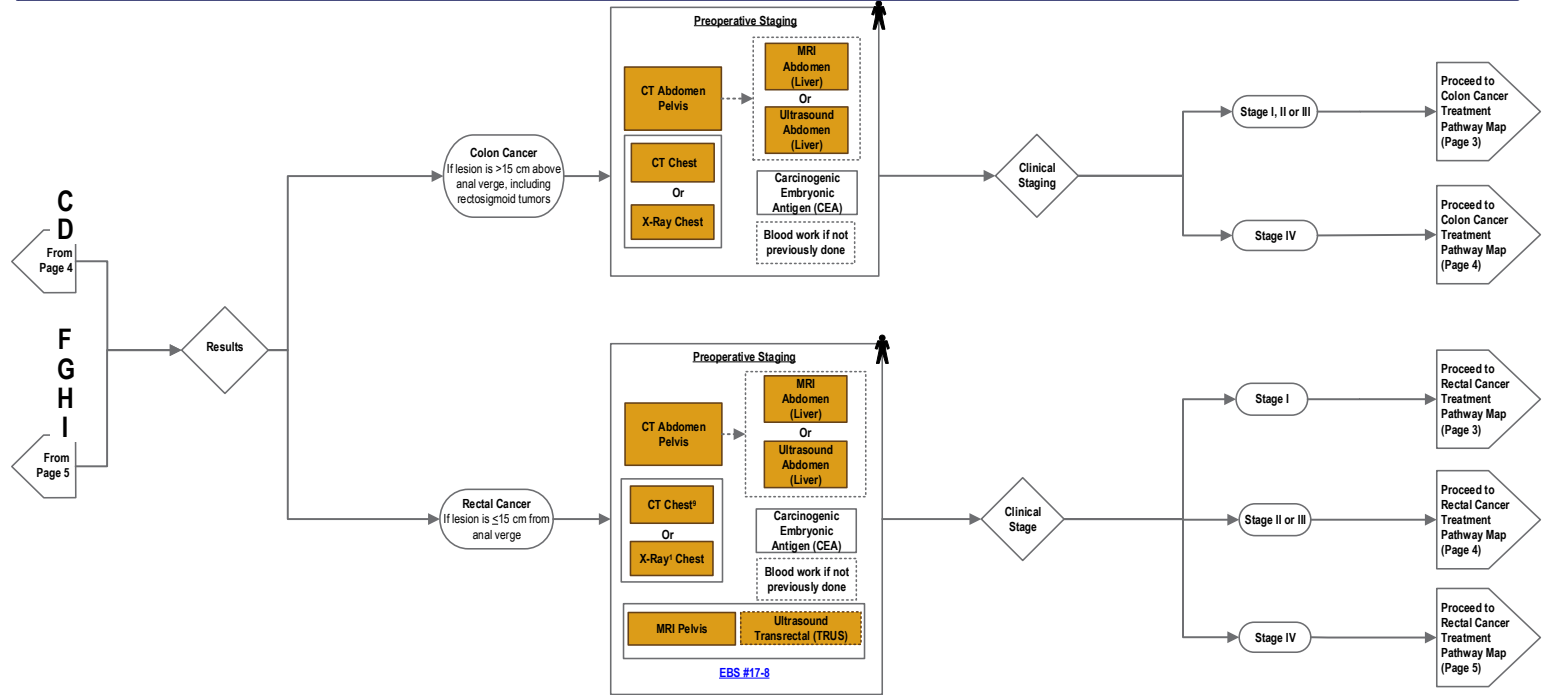 C
D
From
Page 4
F
G
H
I
From
Page 5
Results
Colon Cancer
If lesion is >15 cm above
anal verge, including
rectosigmoid tumors
Preoperative Staging
CT Abdomen
Pelvis
MRI
Abdomen
(Liver)
Or
Ultrasound
Abdomen
(Liver)
CT Chest
Or
X-Ray Chest
Carcinogenic
Embryonic
Antigen (CEA)
Blood work if not
previously done
Clinical
Staging
Stage I, II or III
Proceed to
Colon Cancer
Treatment
Pathway Map
(Page 3)
Stage IV
Proceed to
Colon Cancer
Treatment
Pathway Map
(Page 4)
Rectal Cancer
If lesion is ≤15 cm from
anal verge
Preoperative Staging
CT Abdomen
Pelvis
MRI
Abdomen
(Liver)
Or
Ultrasound
Abdomen
(Liver)
CT Chest⁹
Or
X-Ray¹ Chest
Carcinogenic
Embryonic
Antigen (CEA)
Blood work if not
previously done
MRI Pelvis
Ultrasound
Transrectal (TRUS)
EBS #17-8
Clinical
Stage
Stage I
Proceed to
Rectal Cancer
Treatment
Pathway Map
(Page 3)
Stage II or III
Proceed to
Rectal Cancer
Treatment
Pathway Map
(Page 4)
Stage IV
Proceed to
Rectal Cancer
Treatment
Pathway Map
(Page 5)